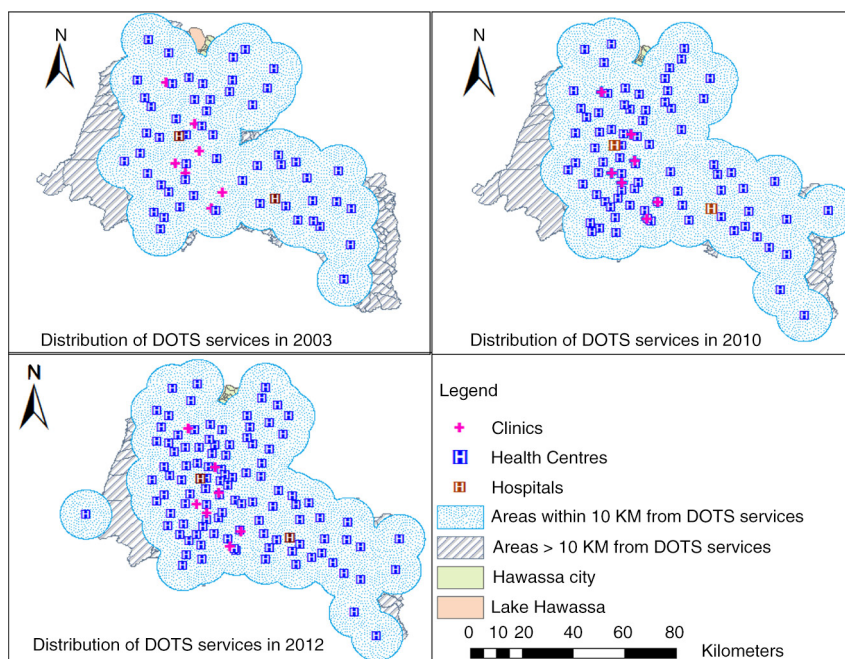 N
Distribution of DOTS services in 2003
N
Distribution of DOTS services in 2010
N
Distribution of DOTS services in 2012
Legend
Clinics
Health Centres
Hospitals
Areas within 10 KM from DOTS services
Areas > 10 KM from DOTS services
Hawassa city
Lake Hawassa
0 10 20 40 60 80
Kilometers